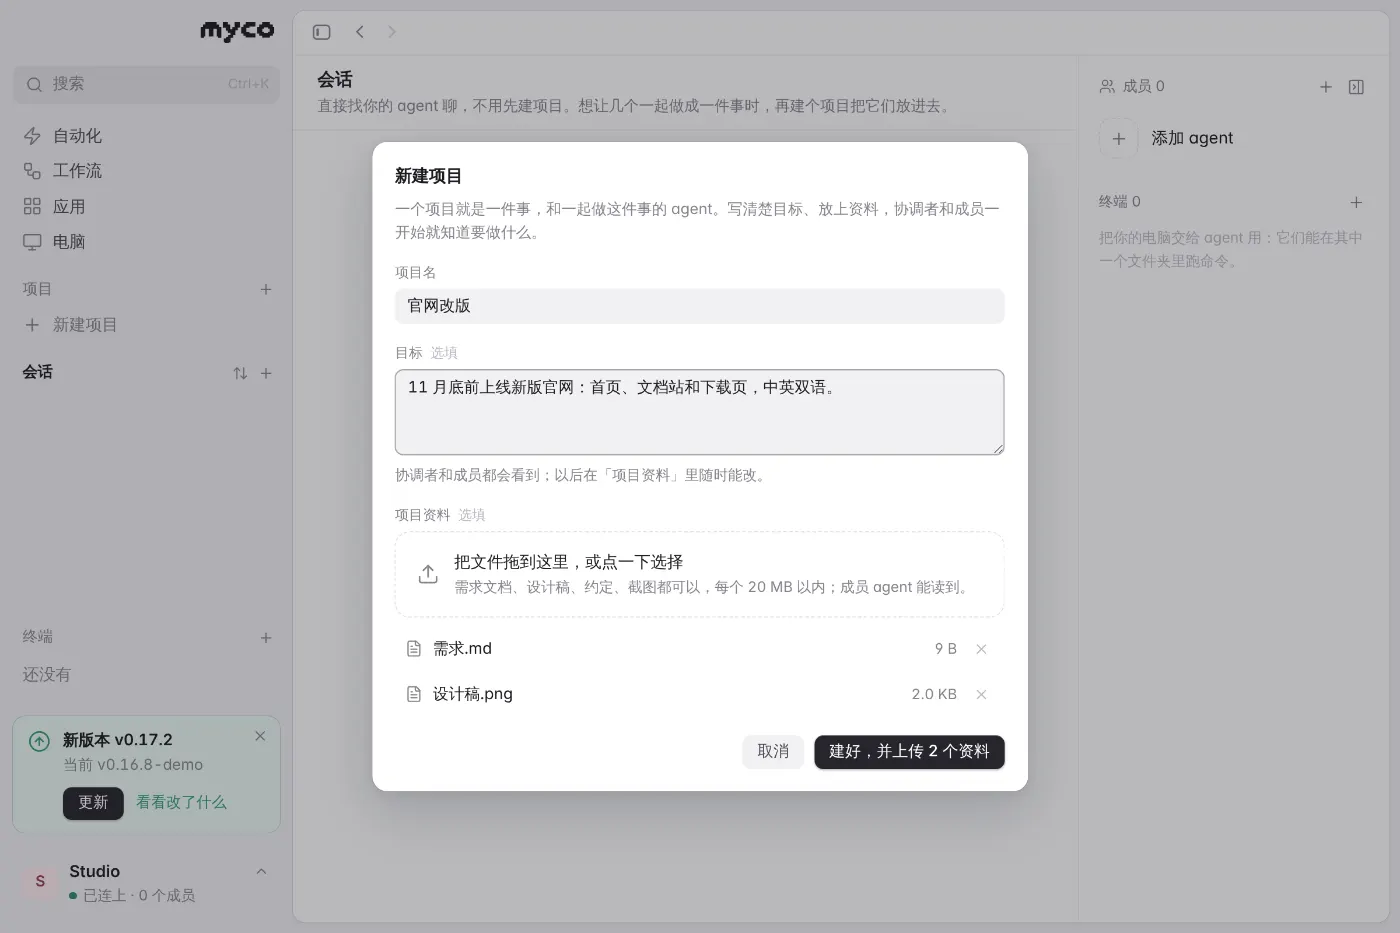 myco
搜索 Ctrl+K
自动化
工作流
应用
电脑
项目
新建项目
会话
终端
还没有
新版本 v0.17.2
当前 v0.16.8-demo
更新 看看改了什么
S Studio
已连上 · 0 个成员
会话
直接找你的 agent 聊，不用先建项目。想让几个一起做成一件事时，再建个项目把它们放进去。
成员 0
添加 agent
终端 0
把你的电脑交给 agent 用：它们能在其中
一个文件夹里跑命令。
新建项目
一个项目就是一件事，和一起做这件事的 agent。写清楚目标、放上资料，协调者和成员一
开始就知道要做什么。
项目名
官网改版
目标 选填
11 月底前上线新版官网：首页、文档站和下载页，中英双语。
协调者和成员都会看到；以后在「项目资料」里随时能改。
项目资料 选填
把文件拖到这里，或点一下选择
需求文档、设计稿、约定、截图都可以，每个 20 MB 以内；成员 agent 能读到。
需求.md 9 B
设计稿.png 2.0 KB
取消 建好，并上传 2 个资料